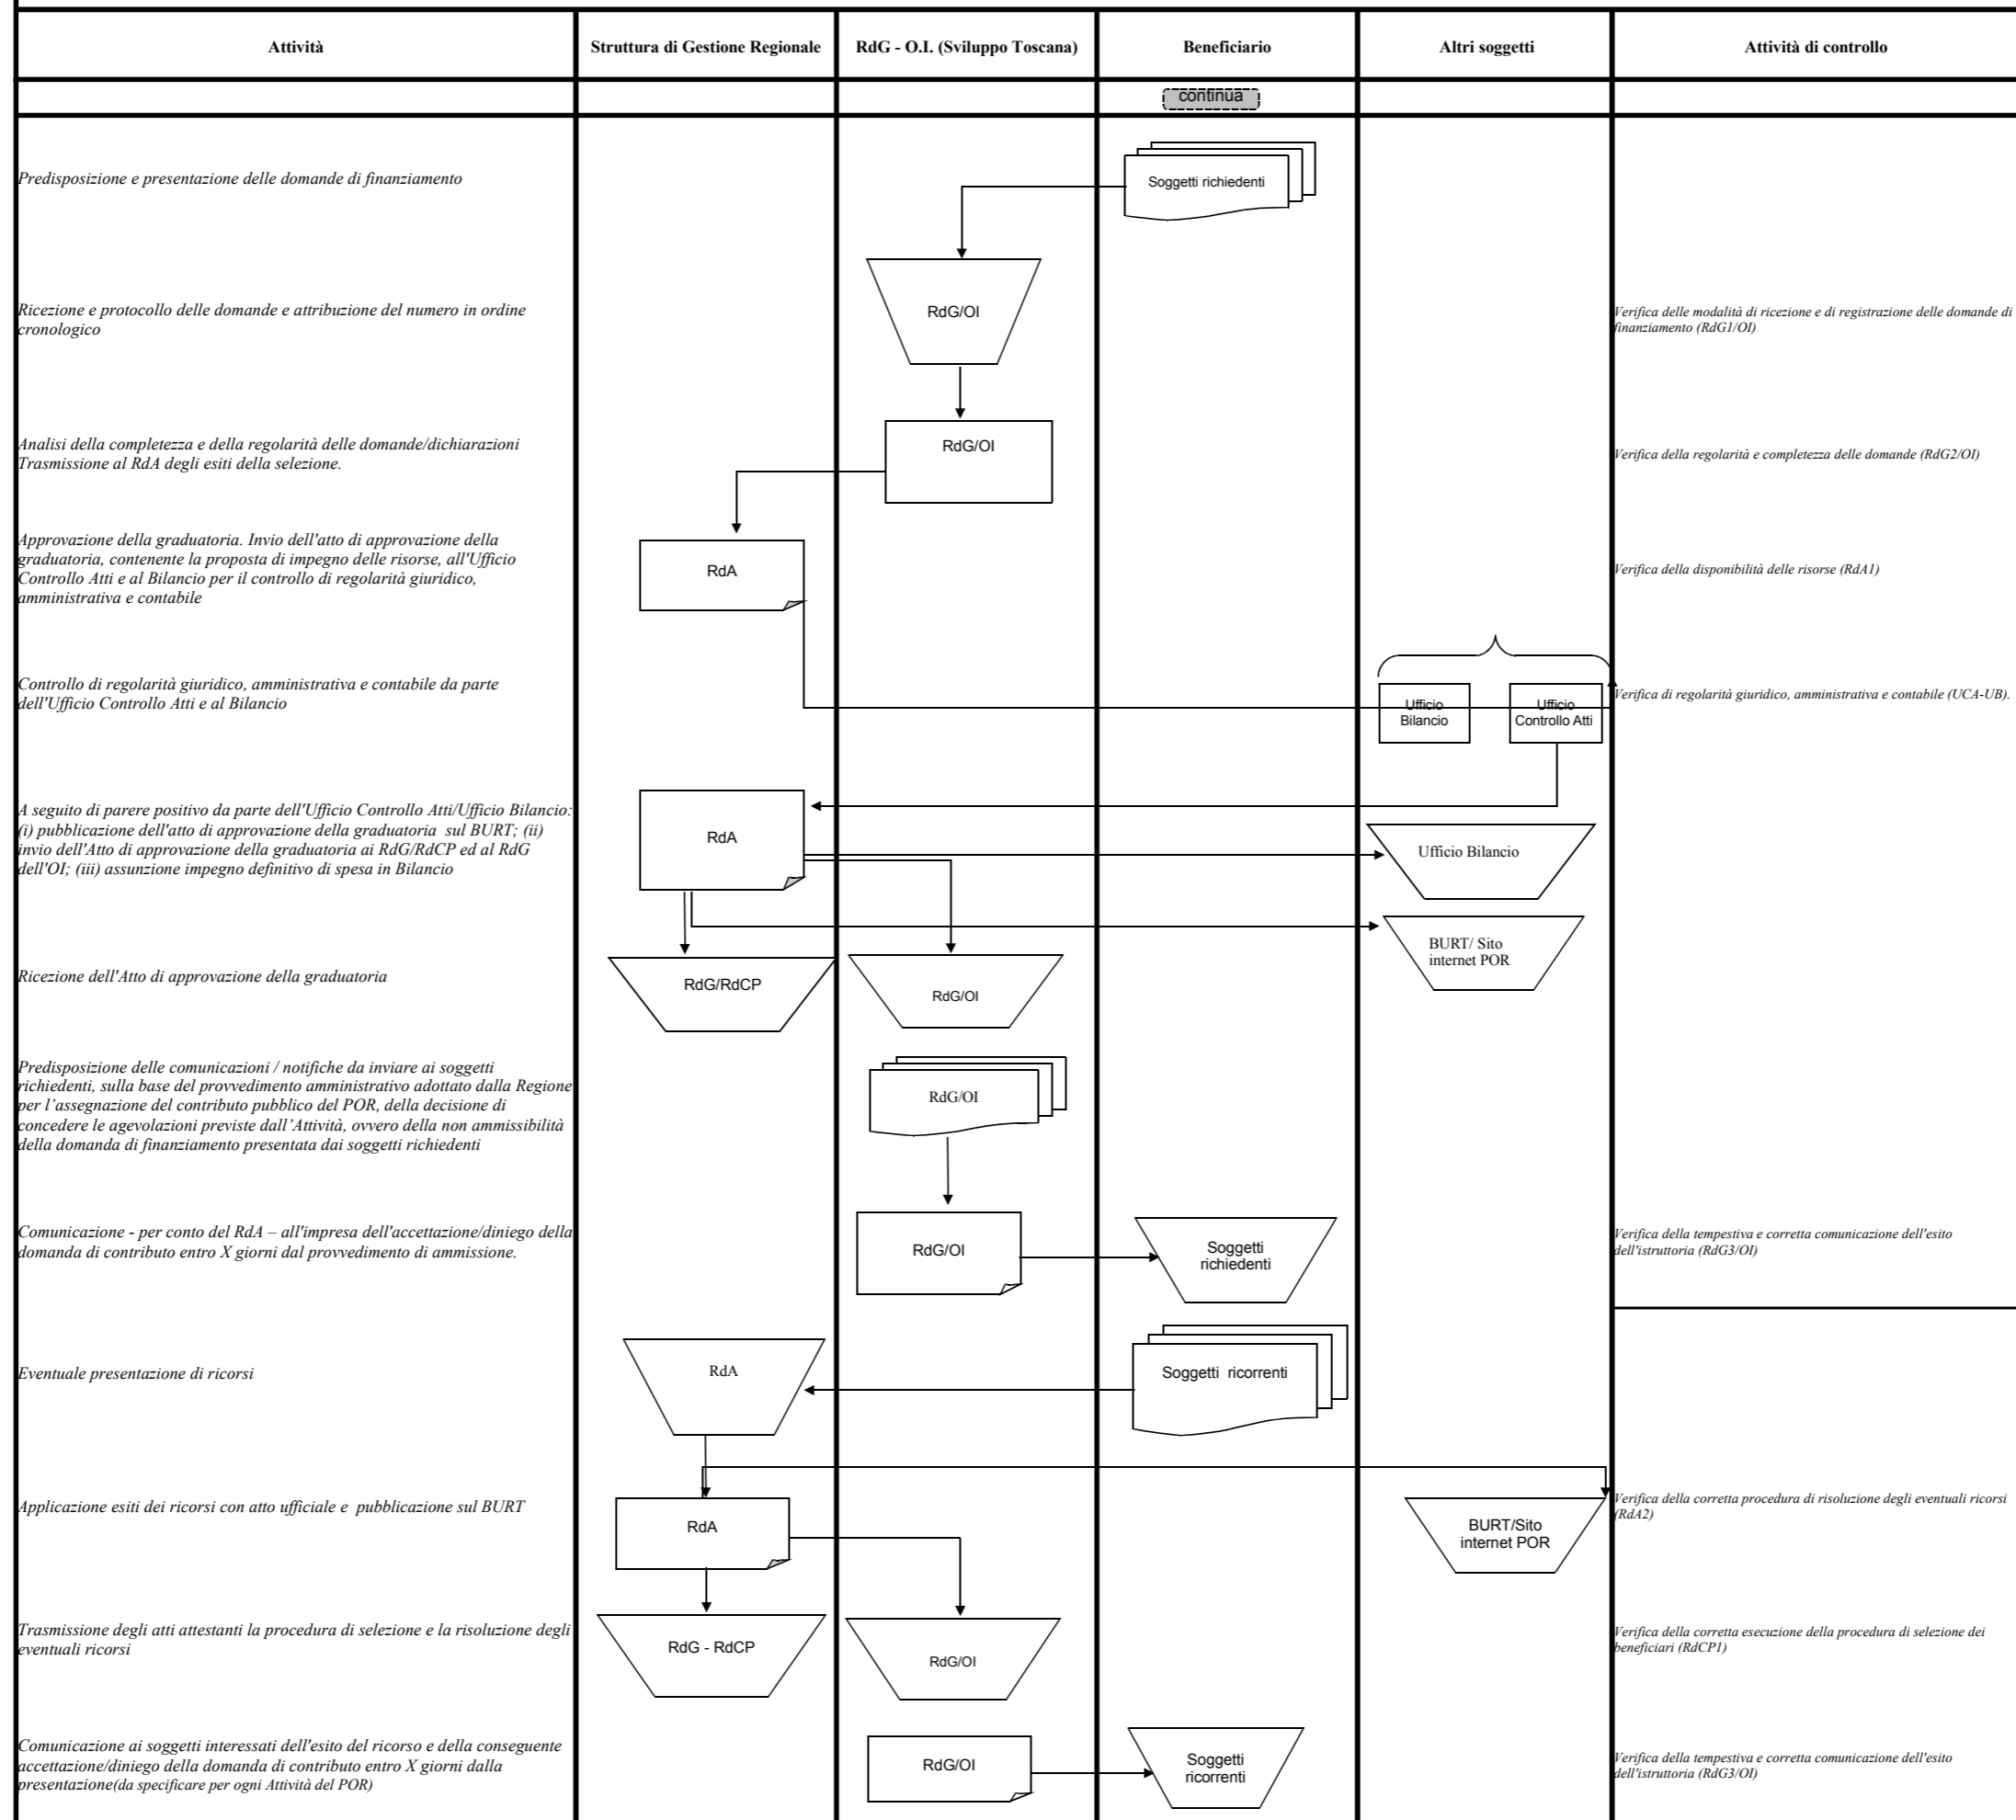 Attività
Struttura di Gestione Regionale
RdG - O.I. (Sviluppo Toscana)
Beneficiario
Altri soggetti
Attività di controllo
continua
Predisposizione e presentazione delle domande di finanziamento
Soggetti richiedenti
Ricezione e protocollo delle domande e attribuzione del numero in ordine
cronologico
RdG/OI
Verifica delle modalità di ricezione e di registrazione delle domande di
finanziamento (RdG1/OI)
Analisi della completezza e della regolarità delle domande/dichiarazioni
Trasmissione al RdA degli esiti della selezione.
RdG/OI
Verifica della regolarità e completezza delle domande (RdG2/OI)
Approvazione della graduatoria. Invio dell'atto di approvazione della
graduatoria, contenente la proposta di impegno delle risorse, all'Ufficio
Controllo Atti e al Bilancio per il controllo di regolarità giuridico,
amministrativa e contabile
RdA
Verifica della disponibilità delle risorse (RdA1)
Controllo di regolarità giuridico, amministrativa e contabile da parte
dell'Ufficio Controllo Atti e al Bilancio
Ufficio
Bilancio
Ufficio
Controllo Atti
Verifica di regolarità giuridico, amministrativa e contabile (UCA-UB).
A seguito di parere positivo da parte dell'Ufficio Controllo Atti/Ufficio Bilancio:
(i) pubblicazione dell'atto di approvazione della graduatoria sul BURT; (ii)
invio dell'Atto di approvazione della graduatoria ai RdG/RdCP ed al RdG
dell'OI; (iii) assunzione impegno definitivo di spesa in Bilancio
RdA
Ufficio Bilancio
BURT/ Sito
internet POR
Ricezione dell'Atto di approvazione della graduatoria
RdG/RdCP
RdG/OI
Predisposizione delle comunicazioni / notifiche da inviare ai soggetti
richiedenti, sulla base del provvedimento amministrativo adottato dalla Regione
per l’assegnazione del contributo pubblico del POR, della decisione di
concedere le agevolazioni previste dall’Attività, ovvero della non ammissibilità
della domanda di finanziamento presentata dai soggetti richiedenti
RdG/OI
Comunicazione - per conto del RdA – all'impresa dell'accettazione/diniego della
domanda di contributo entro X giorni dal provvedimento di ammissione.
RdG/OI
Soggetti
richiedenti
Verifica della tempestiva e corretta comunicazione dell'esito
dell'istruttoria (RdG3/OI)
Eventuale presentazione di ricorsi
RdA
Soggetti ricorrenti
Applicazione esiti dei ricorsi con atto ufficiale e pubblicazione sul BURT
RdA
BURT/Sito
internet POR
Verifica della corretta procedura di risoluzione degli eventuali ricorsi
(RdA2)
Trasmissione degli atti attestanti la procedura di selezione e la risoluzione degli
eventuali ricorsi
RdG - RdCP
RdG/OI
Verifica della corretta esecuzione della procedura di selezione dei
beneficiari (RdCP1)
Comunicazione ai soggetti interessati dell'esito del ricorso e della conseguente
accettazione/diniego della domanda di contributo entro X giorni dalla
presentazione(da specificare per ogni Attività del POR)
RdG/OI
Soggetti
ricorrenti
Verifica della tempestiva e corretta comunicazione dell'esito
dell'istruttoria (RdG3/OI)